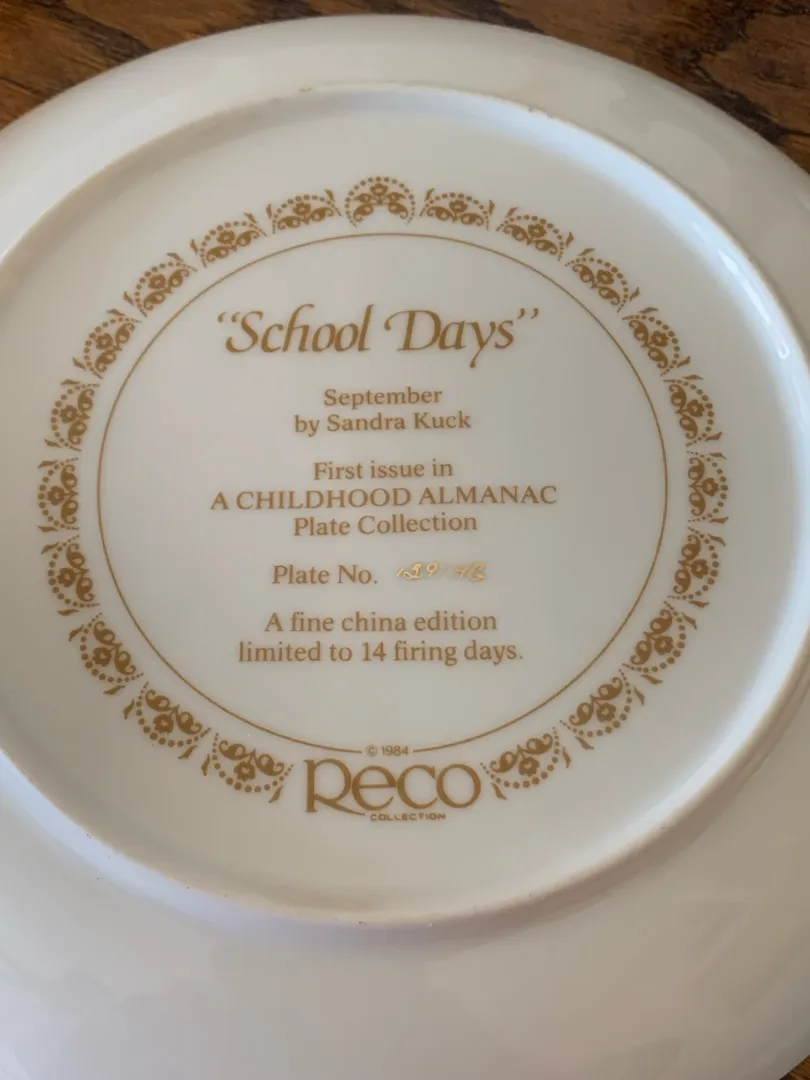 “School Days”
September
by Sandra Kuck
First issue in
A CHILDHOOD ALMANAC
Plate Collection
Plate No.
A fine china edition
limited to 14 firing days.
© 1984
Reco
COLLECTION